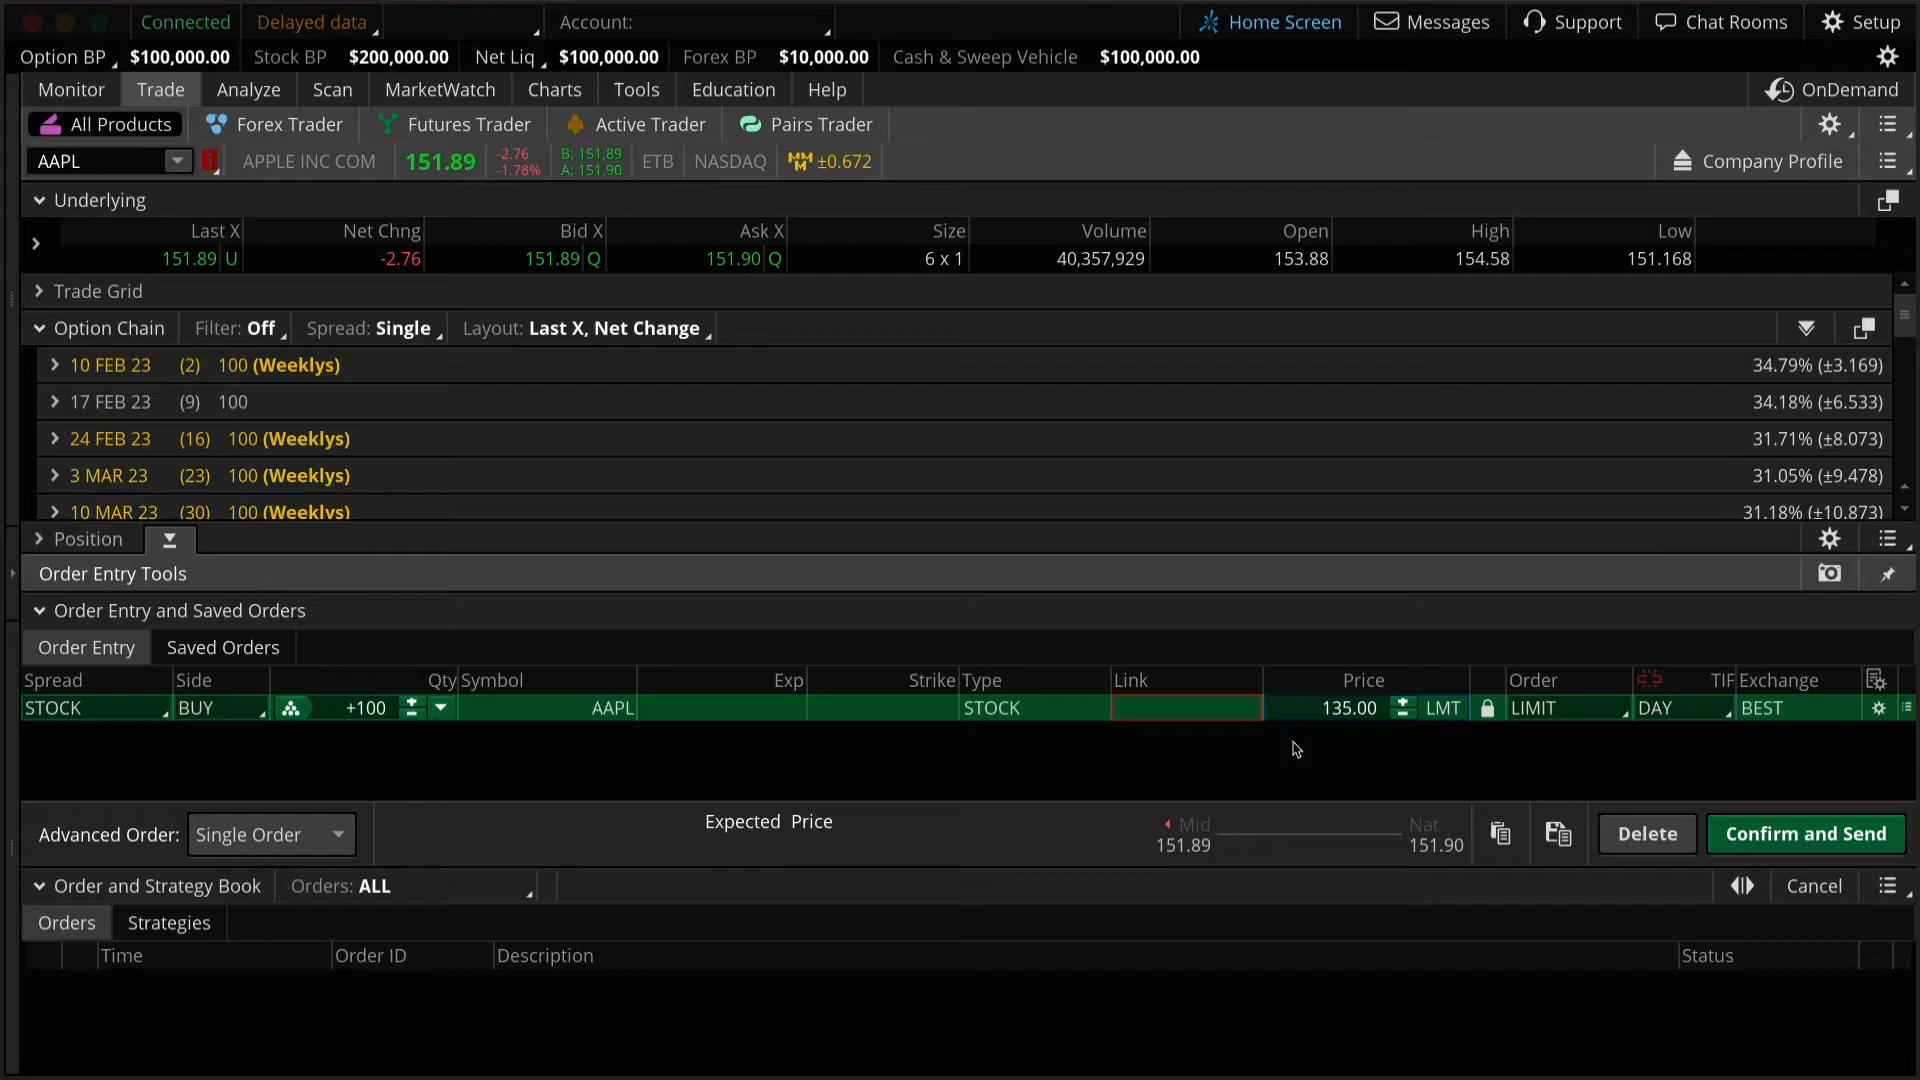 Connected Delayed data Account: Home Screen Messages Support Chat Rooms Setup
Option BP $100,000.00 Stock BP $200,000.00 Net Liq $100,000.00 Forex BP $10,000.00 Cash & Sweep Vehicle $100,000.00
Monitor Trade Analyze Scan MarketWatch Charts Tools Education Help OnDemand
All Products Forex Trader Futures Trader Active Trader Pairs Trader
AAPL APPLE INC COM 151.89 -2.76 -1.78% B: 151.89 A: 151.90 ETB NASDAQ ±0.672 Company Profile
Underlying
Last X Net Chng Bid X Ask X Size Volume Open High Low
151.89 U -2.76 151.89 Q 151.90 Q 6 x 1 40,357,929 153.88 154.58 151.168
Trade Grid
Option Chain Filter: Off Spread: Single Layout: Last X, Net Change
10 FEB 23 (2) 100 (Weeklys) 34.79% (±3.169)
17 FEB 23 (9) 100 34.18% (±6.533)
24 FEB 23 (16) 100 (Weeklys) 31.71% (±8.073)
3 MAR 23 (23) 100 (Weeklys) 31.05% (±9.478)
10 MAR 23 (30) 100 (Weeklys) 31.18% (±10.873)
Position
Order Entry Tools
Order Entry and Saved Orders
Order Entry Saved Orders
Spread Side Qty Symbol Exp Strike Type Link Price Order TIF Exchange
STOCK BUY +100 AAPL STOCK 135.00 LMT LIMIT DAY BEST
Advanced Order: Single Order Expected Price Mid 151.89 Nat 151.90 Delete Confirm and Send
Order and Strategy Book Orders: ALL Cancel
Orders Strategies
Time Order ID Description Status